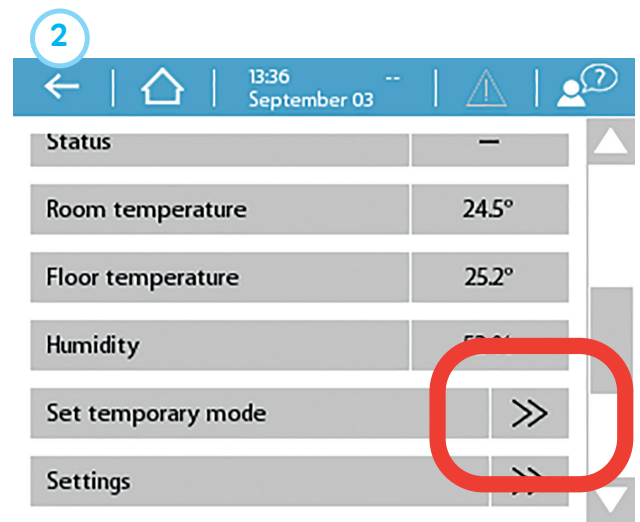 2
13:36 --
September 03
?
Status –
Room temperature 24.5°
Floor temperature 25.2°
Humidity
Set temporary mode >>
Settings >>